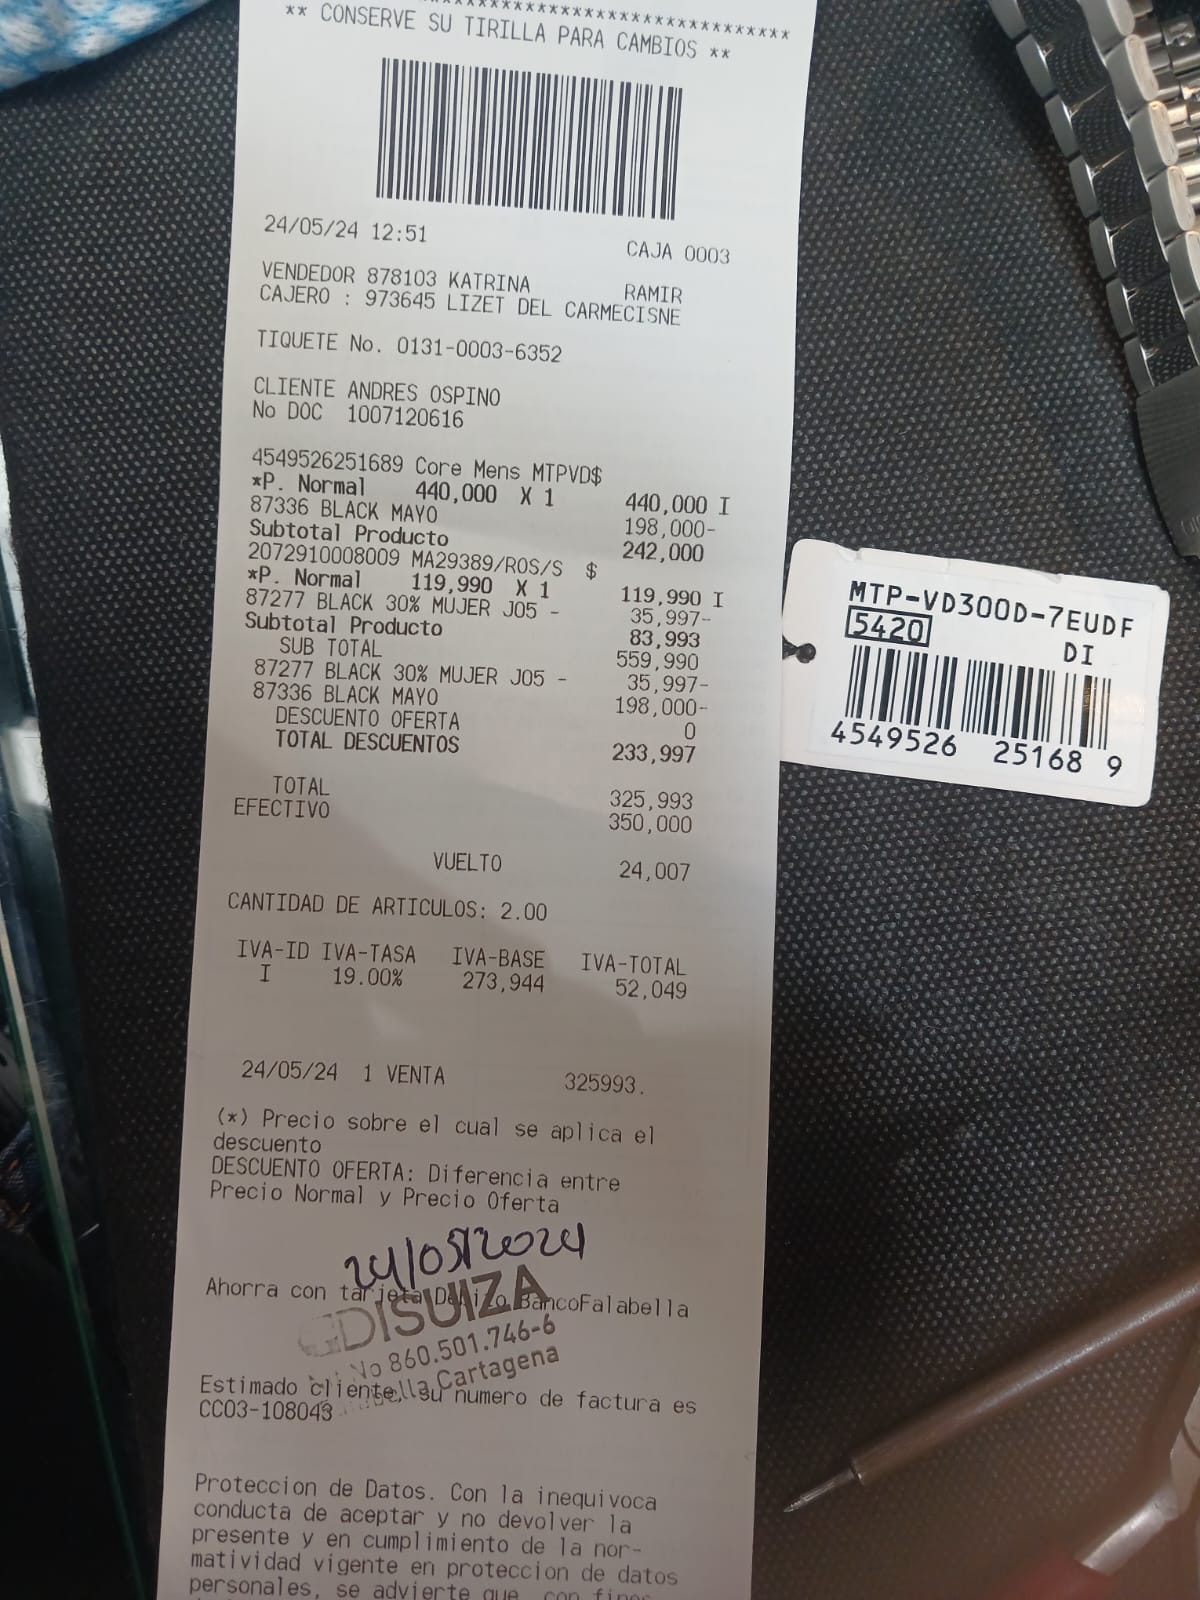 ****************************************
** CONSERVE SU TIRILLA PARA CAMBIOS **
24/05/24 12:51 CAJA 0003
VENDEDOR 878103 KATRINA RAMIR
CAJERO : 973645 LIZET DEL CARMECISNE
TIQUETE No. 0131-0003-6352
CLIENTE ANDRES OSPINO
No DOC 1007120616
4549526251689 Core Mens MTPVD$
*P. Normal 440,000 X 1 440,000 I
87336 BLACK MAYO 198,000-
Subtotal Producto 242,000
2072910008009 MA29389/ROS/S $
*P. Normal 119,990 X 1 119,990 I
87277 BLACK 30% MUJER J05 - 35,997-
Subtotal Producto 83,993
SUB TOTAL 559,990
87277 BLACK 30% MUJER J05 - 35,997-
87336 BLACK MAYO 198,000-
DESCUENTO OFERTA 0
TOTAL DESCUENTOS 233,997
TOTAL 325,993
EFECTIVO 350,000
VUELTO 24,007
CANTIDAD DE ARTICULOS: 2.00
IVA-ID IVA-TASA IVA-BASE IVA-TOTAL
I 19.00% 273,944 52,049
24/05/24 1 VENTA 325993.
(*) Precio sobre el cual se aplica el
descuento
DESCUENTO OFERTA: Diferencia entre
Precio Normal y Precio Oferta
24/05/2024
Ahorra con tarjeta Debito BancoFalabella
DISUIZA
No 860.501.746-6
Cartagena
Estimado cliente, su numero de factura es
CC03-108043
Proteccion de Datos. Con la inequivoca
conducta de aceptar y no devolver la
presente y en cumplimiento de la nor-
matividad vigente en proteccion de datos
personales, se advierte que, con fines
MTP-VD300D-7EUDF
5420 DI
4549526 25168 9